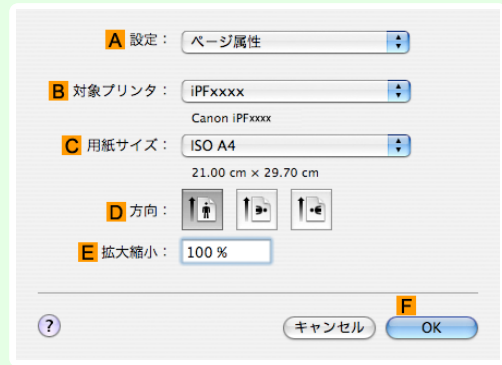 A 設定： ページ属性
B 対象プリンタ： iPFxxxx
Canon iPFxxxx
C 用紙サイズ： ISO A4
21.00 cm × 29.70 cm
D 方向：
E 拡大縮小： 100 %
F
? キャンセル OK